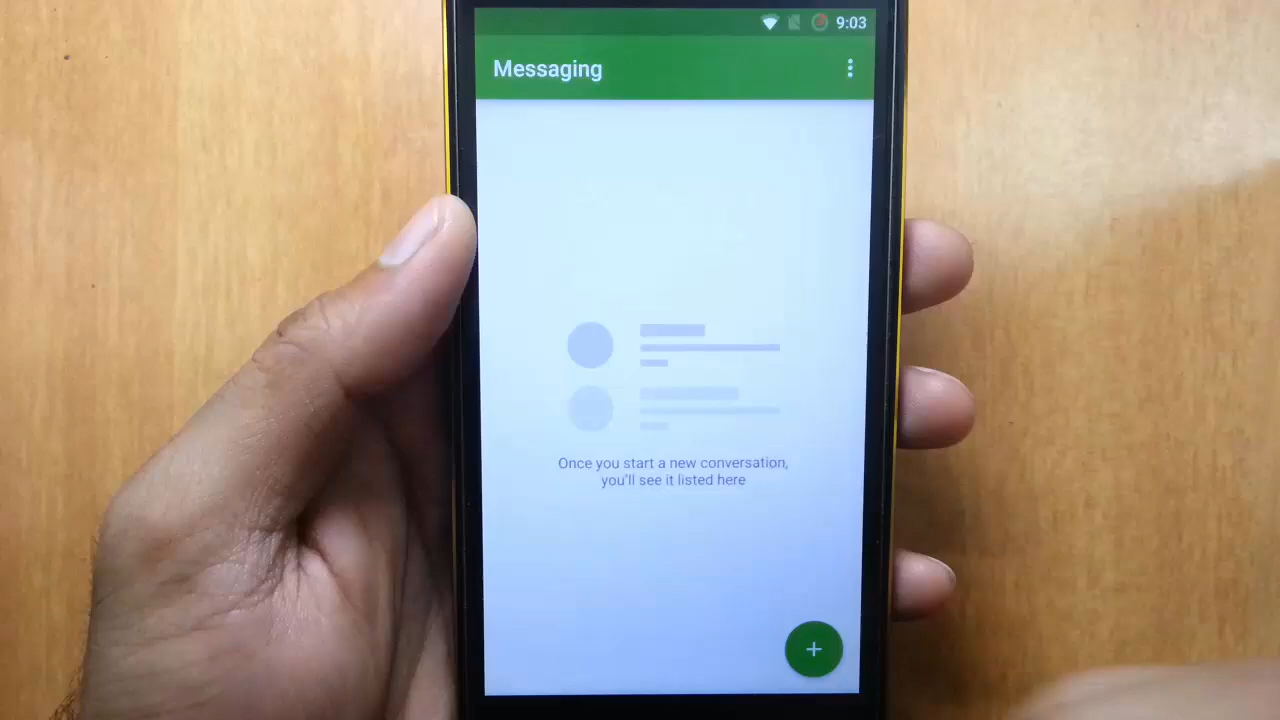 9:03
Messaging
Once you start a new conversation,
you'll see it listed here
+